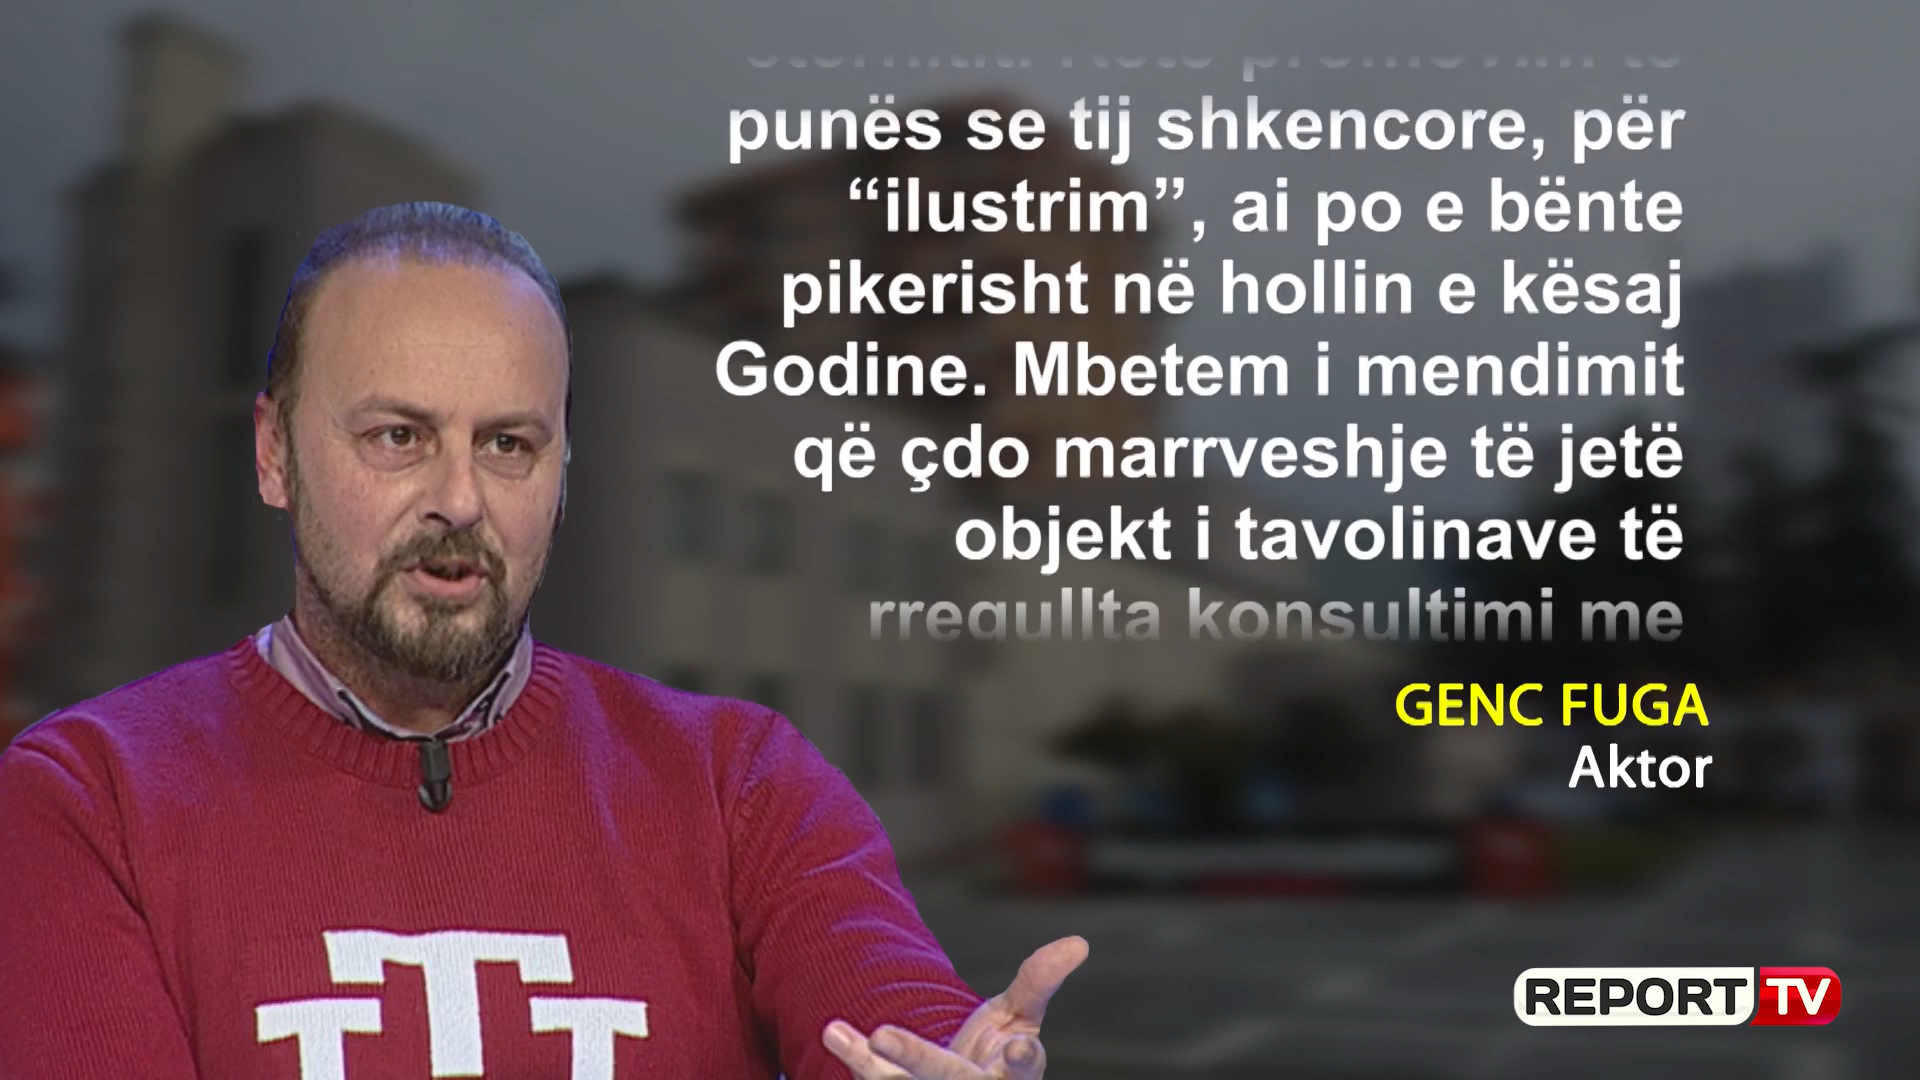 punës se tij shkencore, për
“ilustrim”, ai po e bënte
pikerisht në hollin e kësaj
Godine. Mbetem i mendimit
që çdo marrveshje të jetë
objekt i tavolinave të
rregullta konsultimi me
GENC FUGA
Aktor
REPORT TV